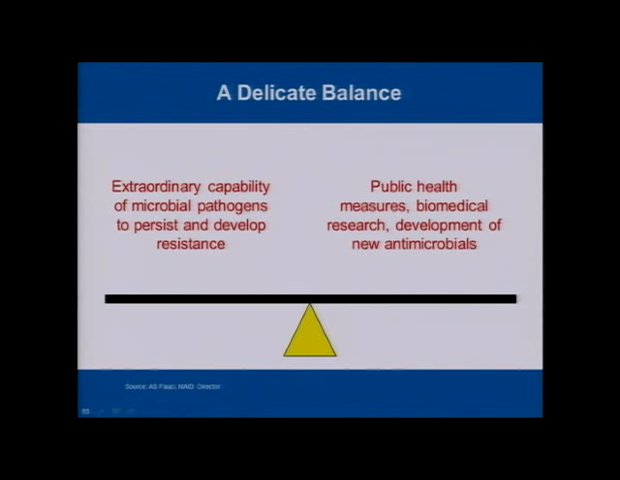 A Delicate Balance
Extraordinary capability
of microbial pathogens
to persist and develop
resistance
Public health
measures, biomedical
research, development of
new antimicrobials
Source: AS Fauci, NIAID Director